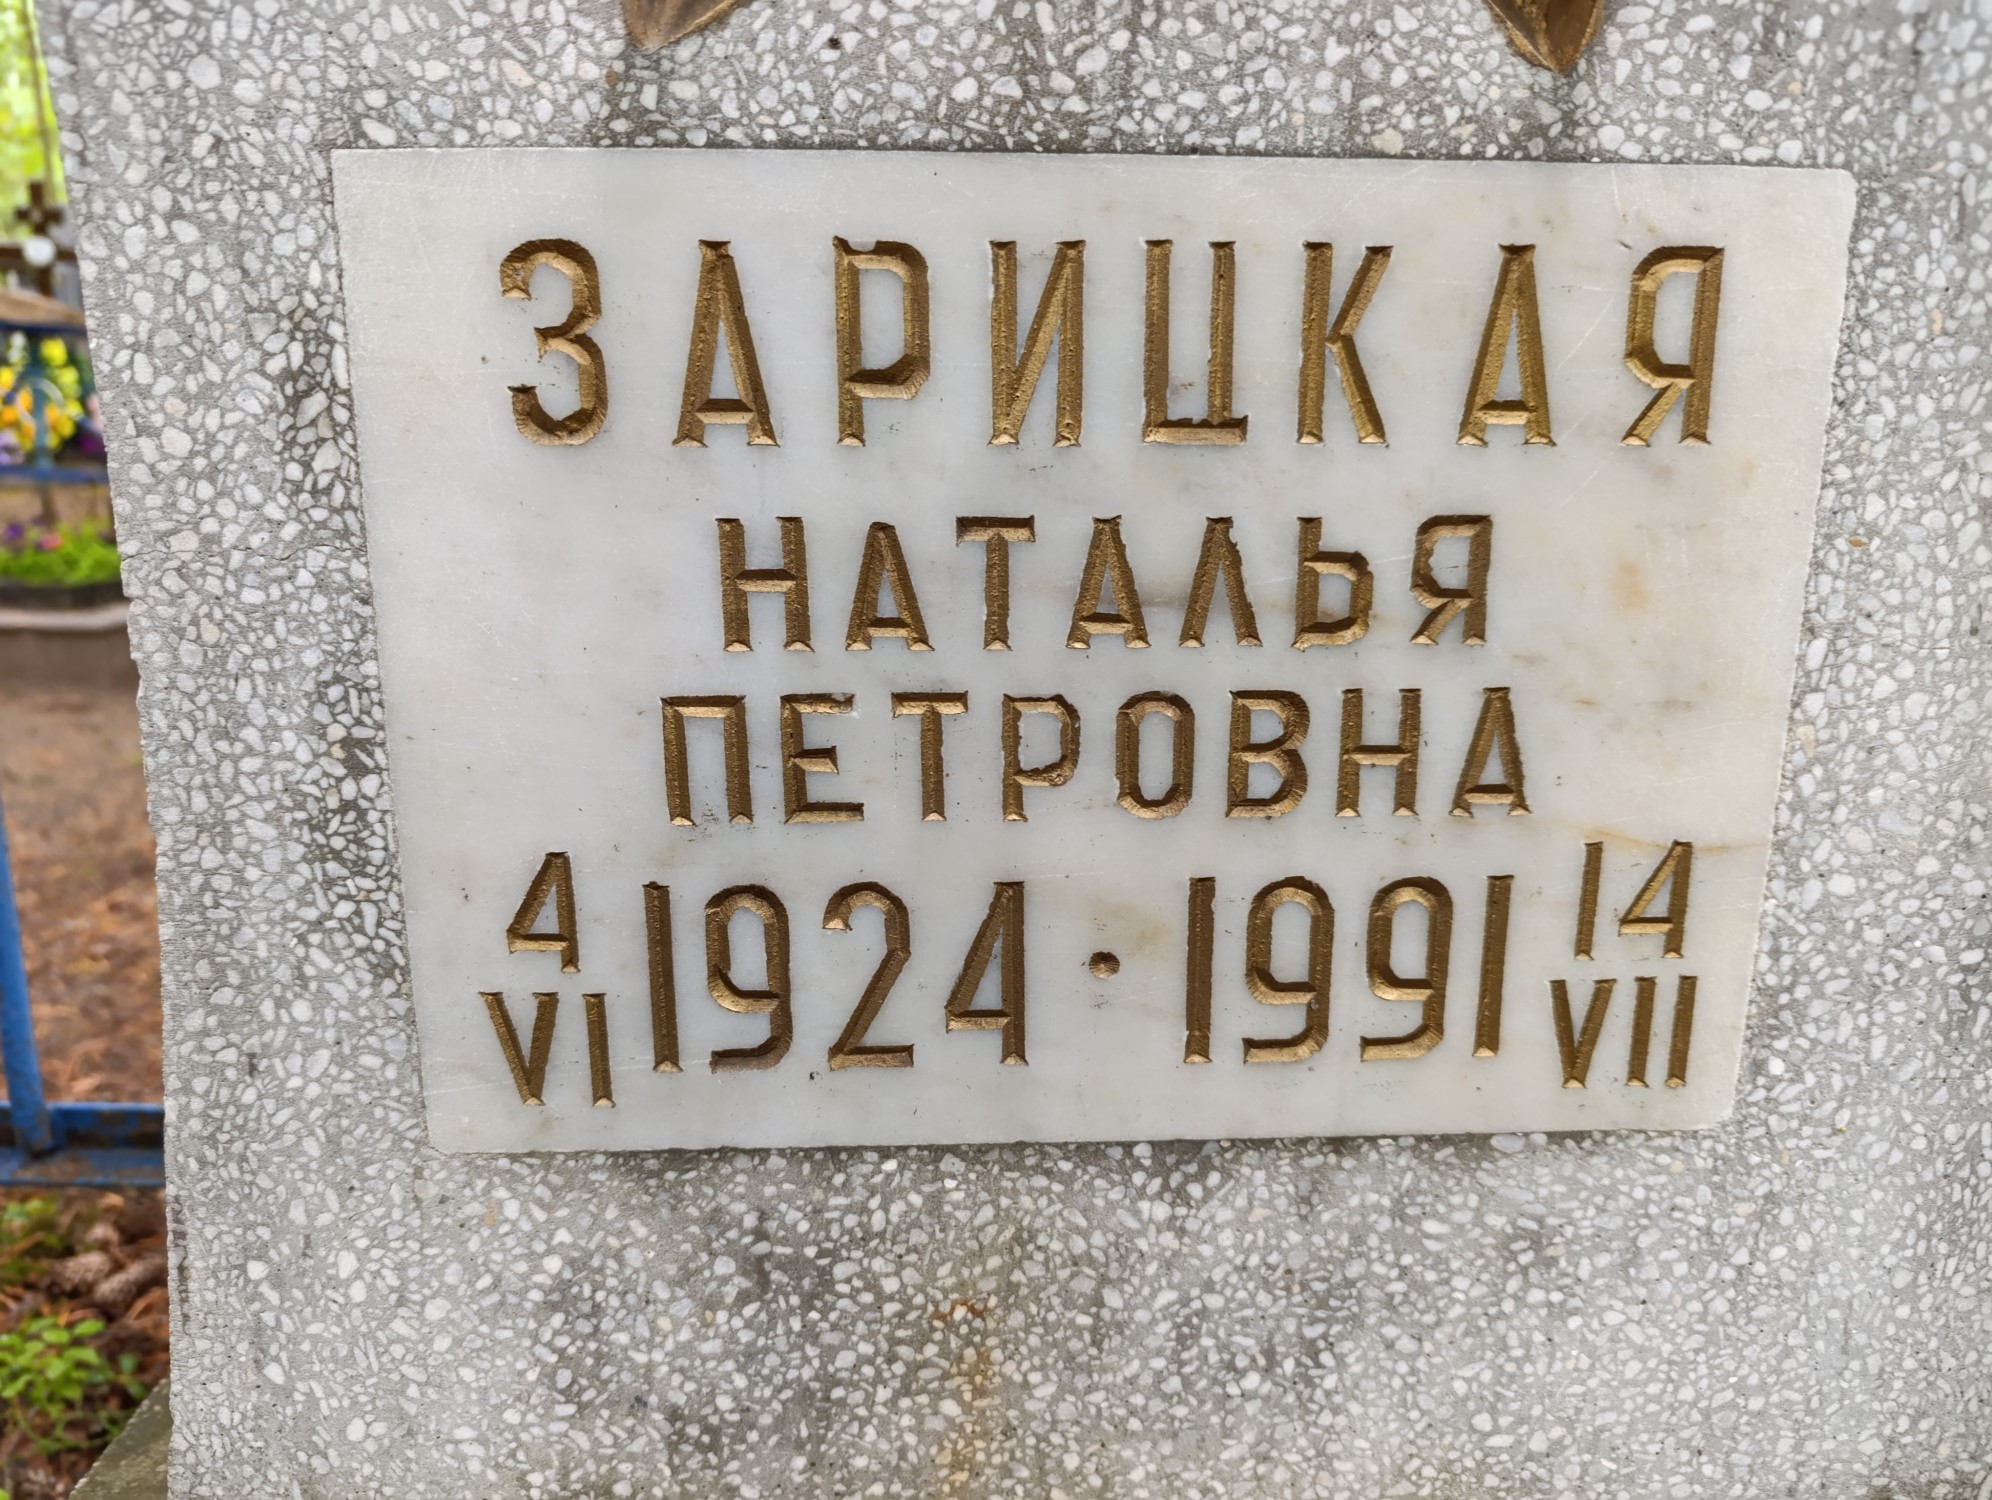 ЗАРИЦКАЯ
НАТАЛЬЯ
ПЕТРОВНА
4 VI 1924 · 1991 14 VII